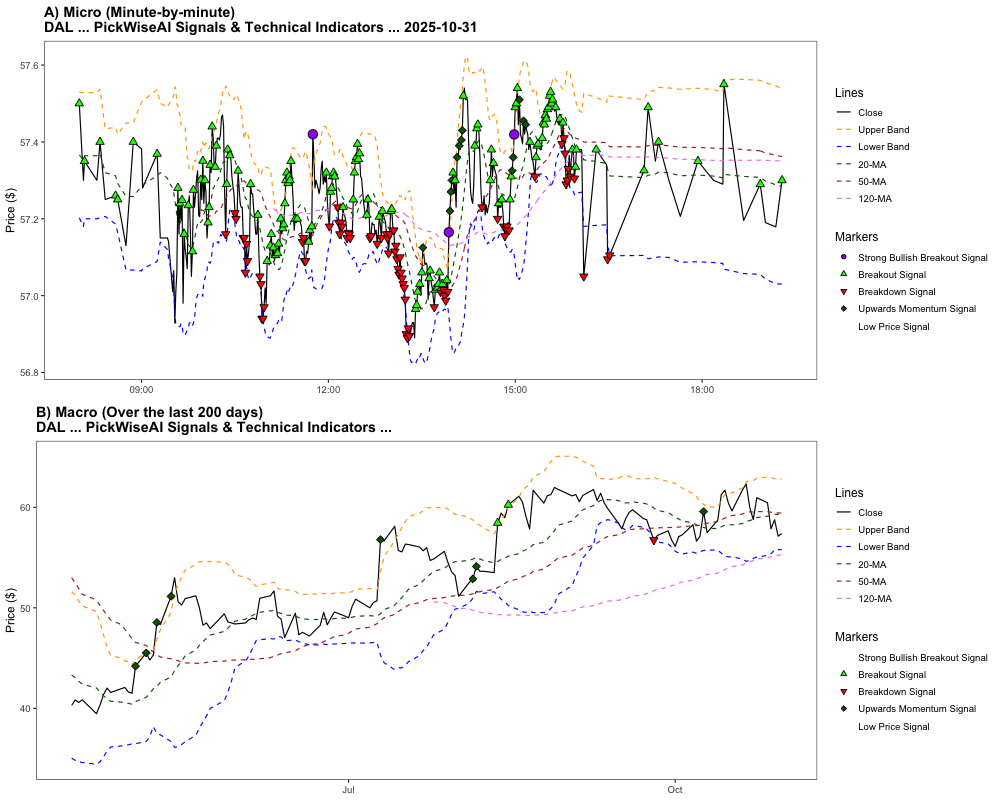 A) Micro (Minute-by-minute)
DAL ... PickWiseAI Signals & Technical Indicators ... 2025-10-31
57.6
57.4
57.2
57.0
56.8
Price ($)
09:00
12:00
15:00
18:00
Lines
Close
Upper Band
Lower Band
20-MA
50-MA
120-MA
Markers
Strong Bullish Breakout Signal
Breakout Signal
Breakdown Signal
Upwards Momentum Signal
Low Price Signal
B) Macro (Over the last 200 days)
DAL ... PickWiseAI Signals & Technical Indicators ...
60
50
40
Price ($)
Jul
Oct
Lines
Close
Upper Band
Lower Band
20-MA
50-MA
120-MA
Markers
Strong Bullish Breakout Signal
Breakout Signal
Breakdown Signal
Upwards Momentum Signal
Low Price Signal